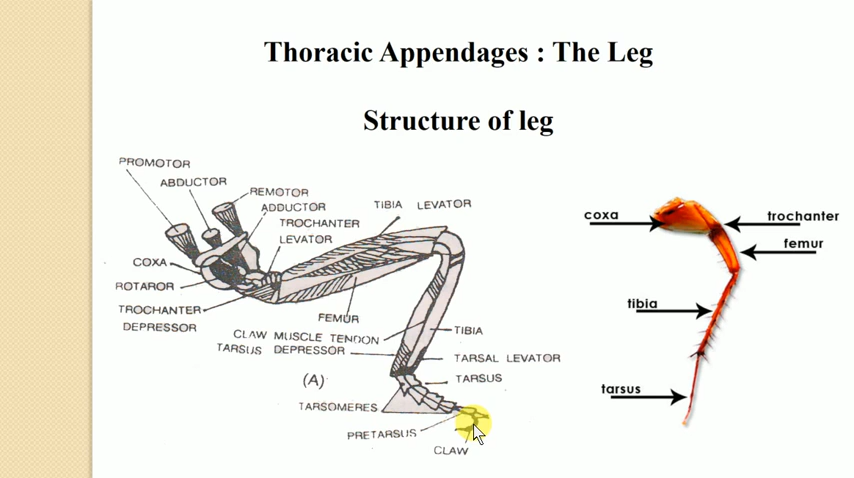 Thoracic Appendages : The Leg
Structure of leg
PROMOTOR
ABDUCTOR
REMOTOR
ADDUCTOR
TROCHANTER
LEVATOR
TIBIA LEVATOR
COXA
ROTAROR
TROCHANTER
DEPRESSOR
FEMUR
CLAW MUSCLE TENDON
TARSUS DEPRESSOR
TIBIA
TARSAL LEVATOR
TARSUS
(A)
TARSOMERES
PRETARSUS
CLAW
coxa
trochanter
femur
tibia
tarsus